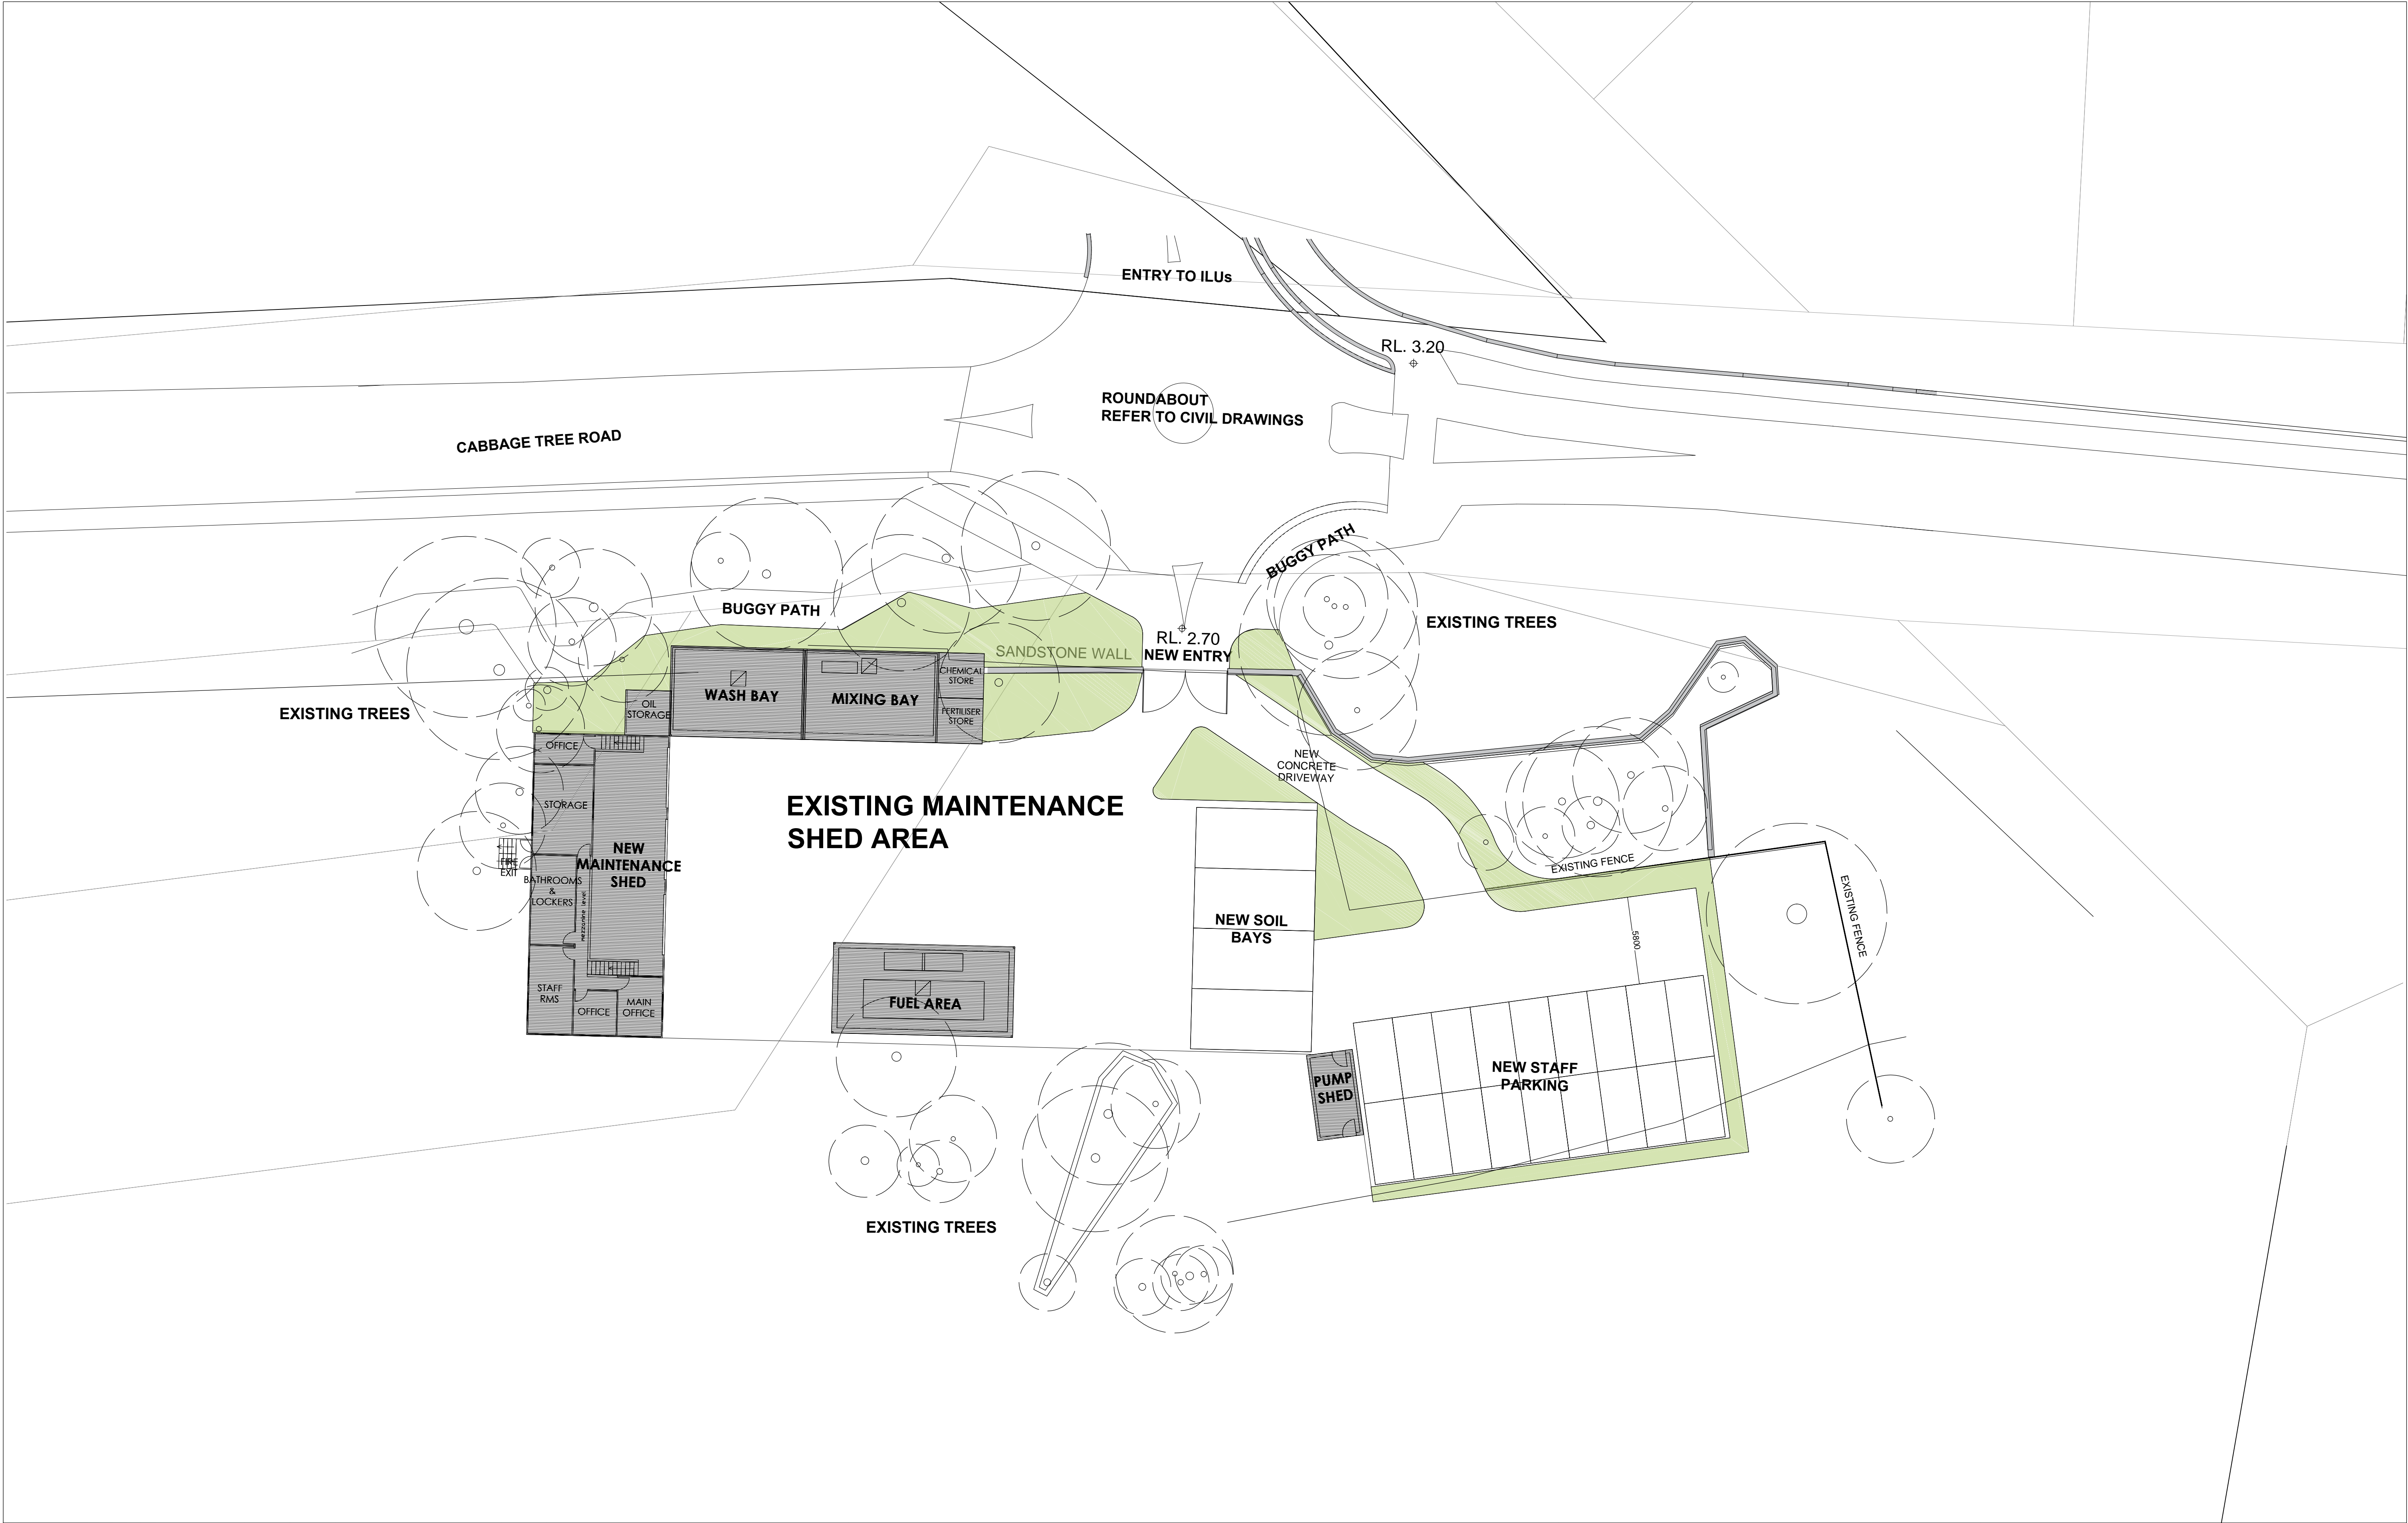 ENTRY TO ILUs
RL. 3.20
ROUNDABOUT
REFER TO CIVIL DRAWINGS
CABBAGE TREE ROAD
BUGGY PATH
BUGGY PATH
EXISTING TREES
RL. 2.70
NEW ENTRY
SANDSTONE WALL
CHEMICAL
STORE
WASH BAY
MIXING BAY
OIL
STORAGE
FERTILISER
STORE
EXISTING TREES
OFFICE
NEW
CONCRETE
DRIVEWAY
STORAGE
EXISTING MAINTENANCE
SHED AREA
NEW
MAINTENANCE
SHED
FIRE
EXIT
BATHROOMS
&
LOCKERS
mezzanine level
EXISTING FENCE
EXISTING FENCE
NEW SOIL
BAYS
5800
STAFF
RMS
OFFICE
MAIN
OFFICE
FUEL AREA
PUMP
SHED
NEW STAFF
PARKING
EXISTING TREES